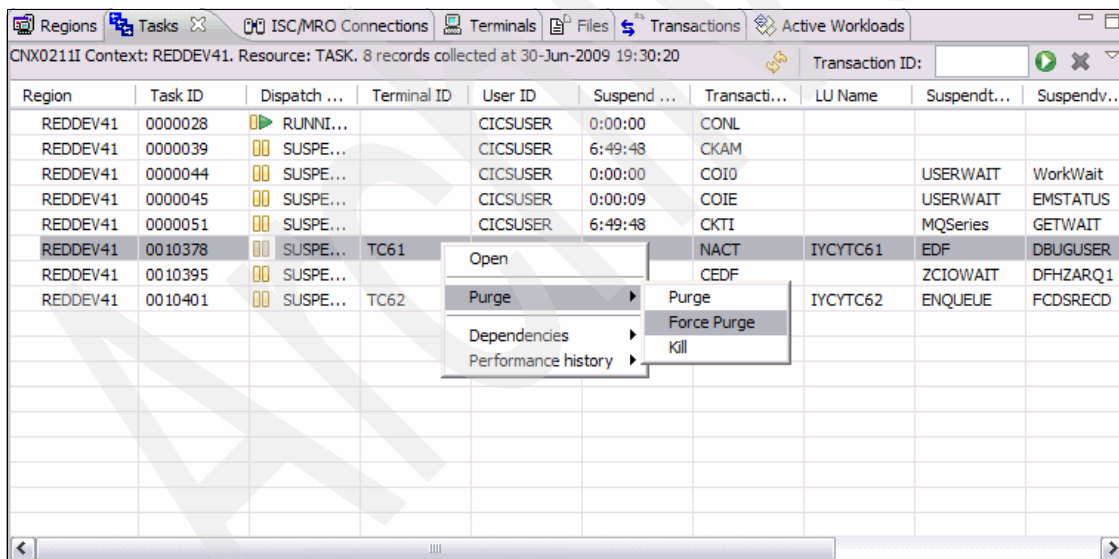 Regions Tasks ISC/MRO Connections Terminals Files Transactions Active Workloads
CNX0211I Context: REDDEV41. Resource: TASK. 8 records collected at 30-Jun-2009 19:30:20 Transaction ID:
Region Task ID Dispatch ... Terminal ID User ID Suspend ... Transacti... LU Name Suspendt... Suspendv...
REDDEV41 0000028 RUNNI... CICSUSER 0:00:00 CONL
REDDEV41 0000039 SUSPE... CICSUSER 6:49:48 CKAM
REDDEV41 0000044 SUSPE... CICSUSER 0:00:00 COI0 USERWAIT WorkWait
REDDEV41 0000045 SUSPE... CICSUSER 0:00:09 COIE USERWAIT EMSTATUS
REDDEV41 0000051 SUSPE... CICSUSER 6:49:48 CKTI MQSeries GETWAIT
REDDEV41 0010378 SUSPE... TC61 NACT IYCYTC61 EDF DBUGUSER
REDDEV41 0010395 SUSPE... CEDF ZCIOWAIT DFHZARQ1
REDDEV41 0010401 SUSPE... TC62 IYCYTC62 ENQUEUE FCDSRECD
Open
Purge
Dependencies
Performance history
Purge
Force Purge
Kill